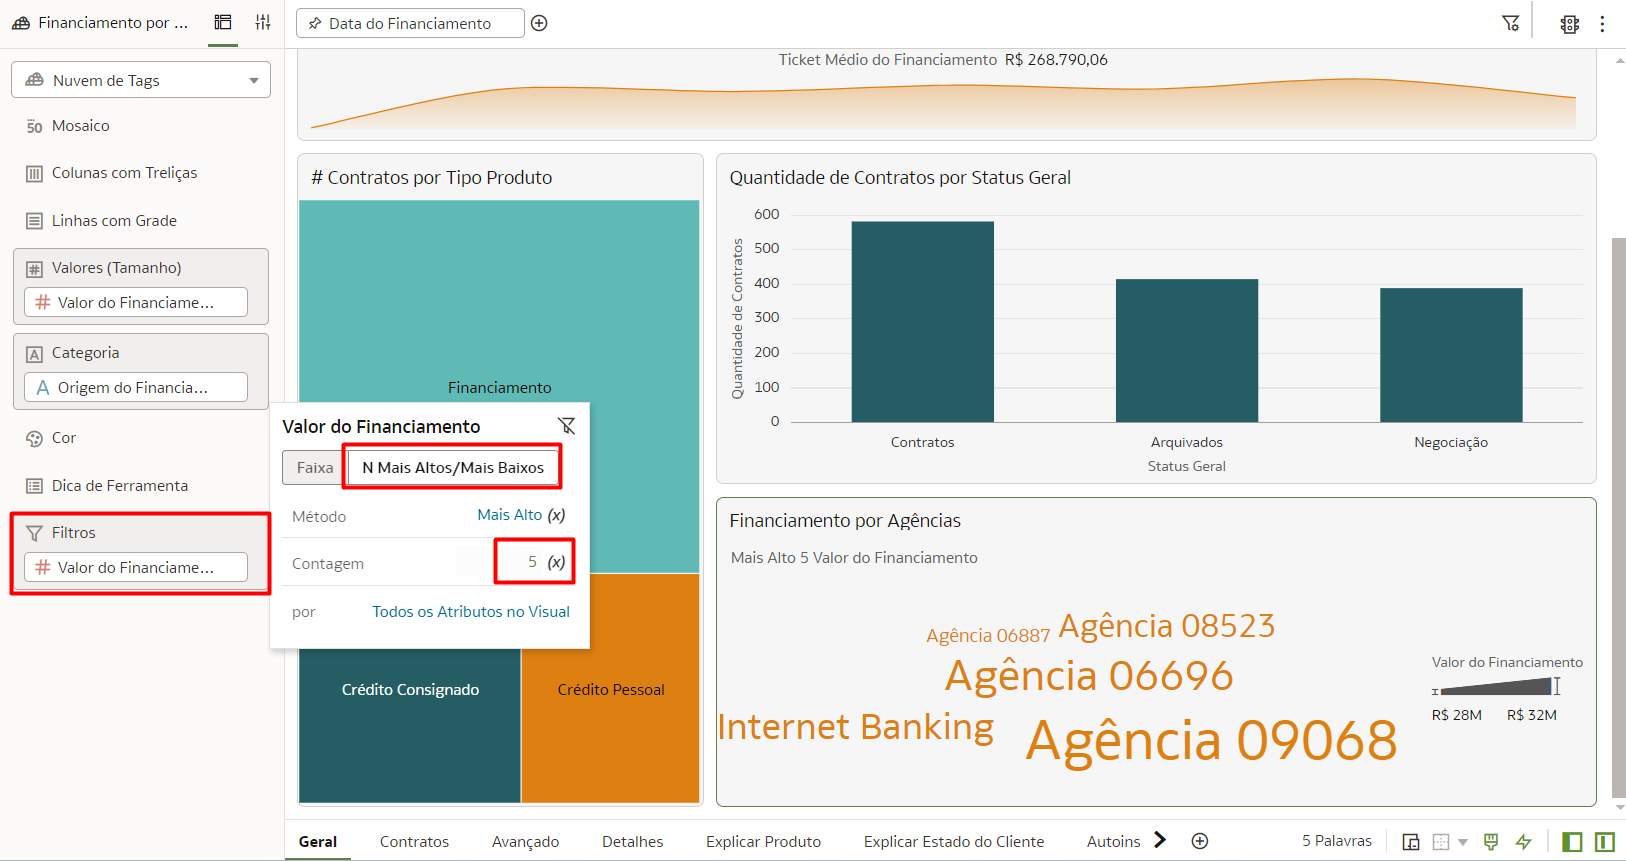 Financiamento por ...
Data do Financiamento
Nuvem de Tags
50 Mosaico
Colunas com Treliças
Linhas com Grade
Valores (Tamanho)
# Valor do Financiame...
A Categoria
A Origem do Financia...
Cor
Dica de Ferramenta
Filtros
# Valor do Financiame...
Ticket Médio do Financiamento R$ 268.790,06
# Contratos por Tipo Produto
Financiamento
Crédito Consignado
Crédito Pessoal
Valor do Financiamento
Faixa
N Mais Altos/Mais Baixos
Método Mais Alto (x)
Contagem 5 (x)
por Todos os Atributos no Visual
Quantidade de Contratos por Status Geral
Quantidade de Contratos
600
500
400
300
200
100
0
Contratos
Arquivados
Negociação
Status Geral
Financiamento por Agências
Mais Alto 5 Valor do Financiamento
Agência 06887
Agência 08523
Agência 06696
Internet Banking
Agência 09068
Valor do Financiamento
R$ 28M R$ 32M
Geral
Contratos
Avançado
Detalhes
Explicar Produto
Explicar Estado do Cliente
Autoins
5 Palavras